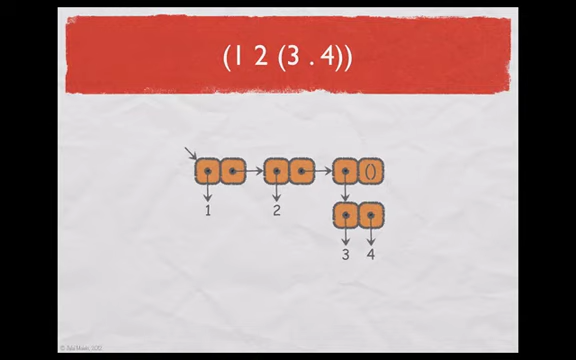 (1 2 (3 . 4))
()
1 2
3 4